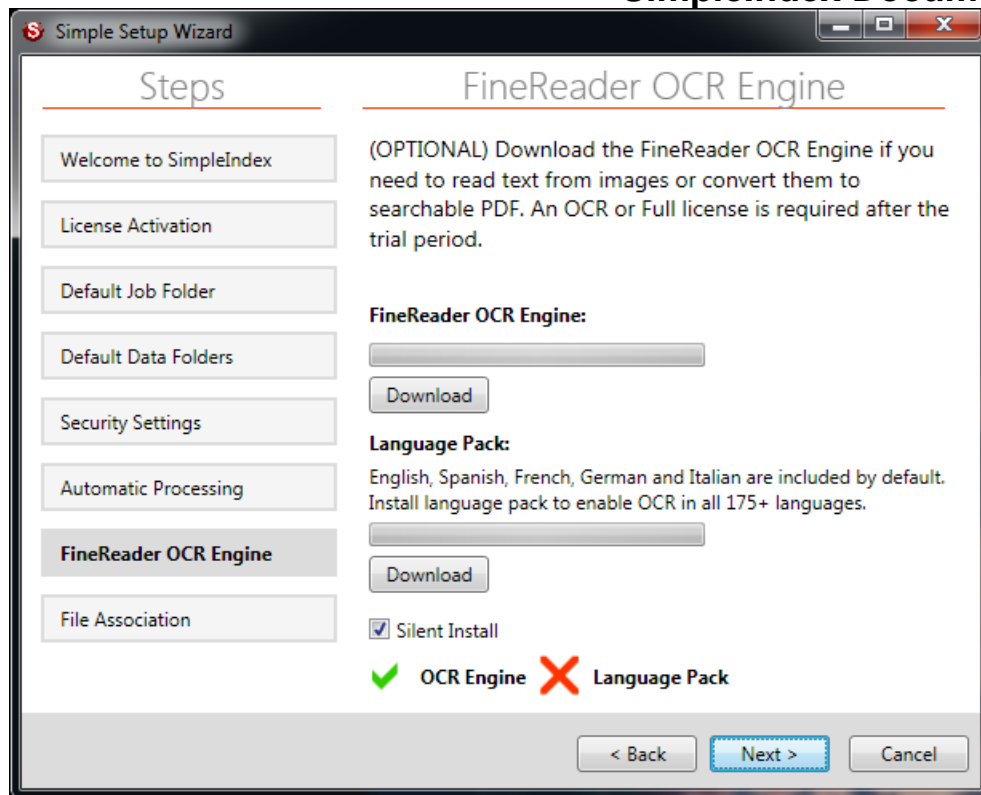 Simple Setup Wizard
Steps
Welcome to SimpleIndex
License Activation
Default Job Folder
Default Data Folders
Security Settings
Automatic Processing
FineReader OCR Engine
File Association
FineReader OCR Engine
(OPTIONAL) Download the FineReader OCR Engine if you
need to read text from images or convert them to
searchable PDF. An OCR or Full license is required after the
trial period.
FineReader OCR Engine:
Download
Language Pack:
English, Spanish, French, German and Italian are included by default.
Install language pack to enable OCR in all 175+ languages.
Download
Silent Install
OCR Engine Language Pack
< Back Next > Cancel